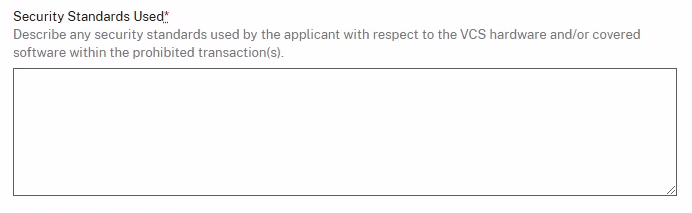 Security Standards Used*
Describe any security standards used by the applicant with respect to the VCS hardware and/or covered
software within the prohibited transaction(s).